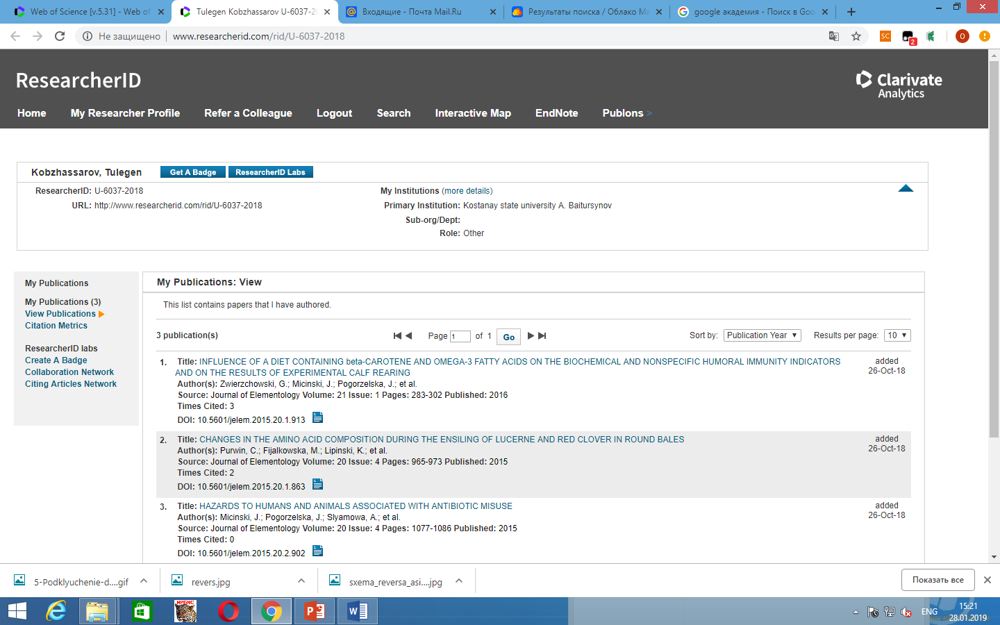 Web of Science [v.5.31] - Web of
Tulegen Kobzhassarov U-6037-2
Входящие - Почта Mail.Ru
Результаты поиска / Облако Ma
google академия - Поиск в Goo
Не защищено
www.researcherid.com/rid/U-6037-2018
SC
2
O
ResearcherID
Clarivate
Analytics
Home My Researcher Profile Refer a Colleague Logout Search Interactive Map EndNote Publons >
Kobzhassarov, Tulegen Get A Badge ResearcherID Labs
ResearcherID: U-6037-2018
URL: http://www.researcherid.com/rid/U-6037-2018
My Institutions (more details)
Primary Institution: Kostanay state university A. Baitursynov
Sub-org/Dept:
Role: Other
My Publications
My Publications (3)
View Publications
Citation Metrics
ResearcherID labs
Create A Badge
Collaboration Network
Citing Articles Network
My Publications: View
This list contains papers that I have authored.
3 publication(s) Page 1 of 1 Go Sort by: Publication Year Results per page: 10
1. Title: INFLUENCE OF A DIET CONTAINING beta-CAROTENE AND OMEGA-3 FATTY ACIDS ON THE BIOCHEMICAL AND NONSPECIFIC HUMORAL IMMUNITY INDICATORS
AND ON THE RESULTS OF EXPERIMENTAL CALF REARING
Author(s): Zwierzchowski, G.; Micinski, J.; Pogorzelska, J.; et al.
Source: Journal of Elementology Volume: 21 Issue: 1 Pages: 283-302 Published: 2016
Times Cited: 3
DOI: 10.5601/jelem.2015.20.1.913
added
26-Oct-18
2. Title: CHANGES IN THE AMINO ACID COMPOSITION DURING THE ENSILING OF LUCERNE AND RED CLOVER IN ROUND BALES
Author(s): Purwin, C.; Fijalkowska, M.; Lipinski, K.; et al.
Source: Journal of Elementology Volume: 20 Issue: 4 Pages: 965-973 Published: 2015
Times Cited: 2
DOI: 10.5601/jelem.2015.20.1.863
added
26-Oct-18
3. Title: HAZARDS TO HUMANS AND ANIMALS ASSOCIATED WITH ANTIBIOTIC MISUSE
Author(s): Micinski, J.; Pogorzelska, J.; Slyamowa, A.; et al.
Source: Journal of Elementology Volume: 20 Issue: 4 Pages: 1077-1086 Published: 2015
Times Cited: 0
DOI: 10.5601/jelem.2015.20.2.902
added
26-Oct-18
5-Podklyuchenie-d....gif
revers.jpg
sxema_reversa_asi....jpg
Показать все
ENG
15:21
28.01.2019